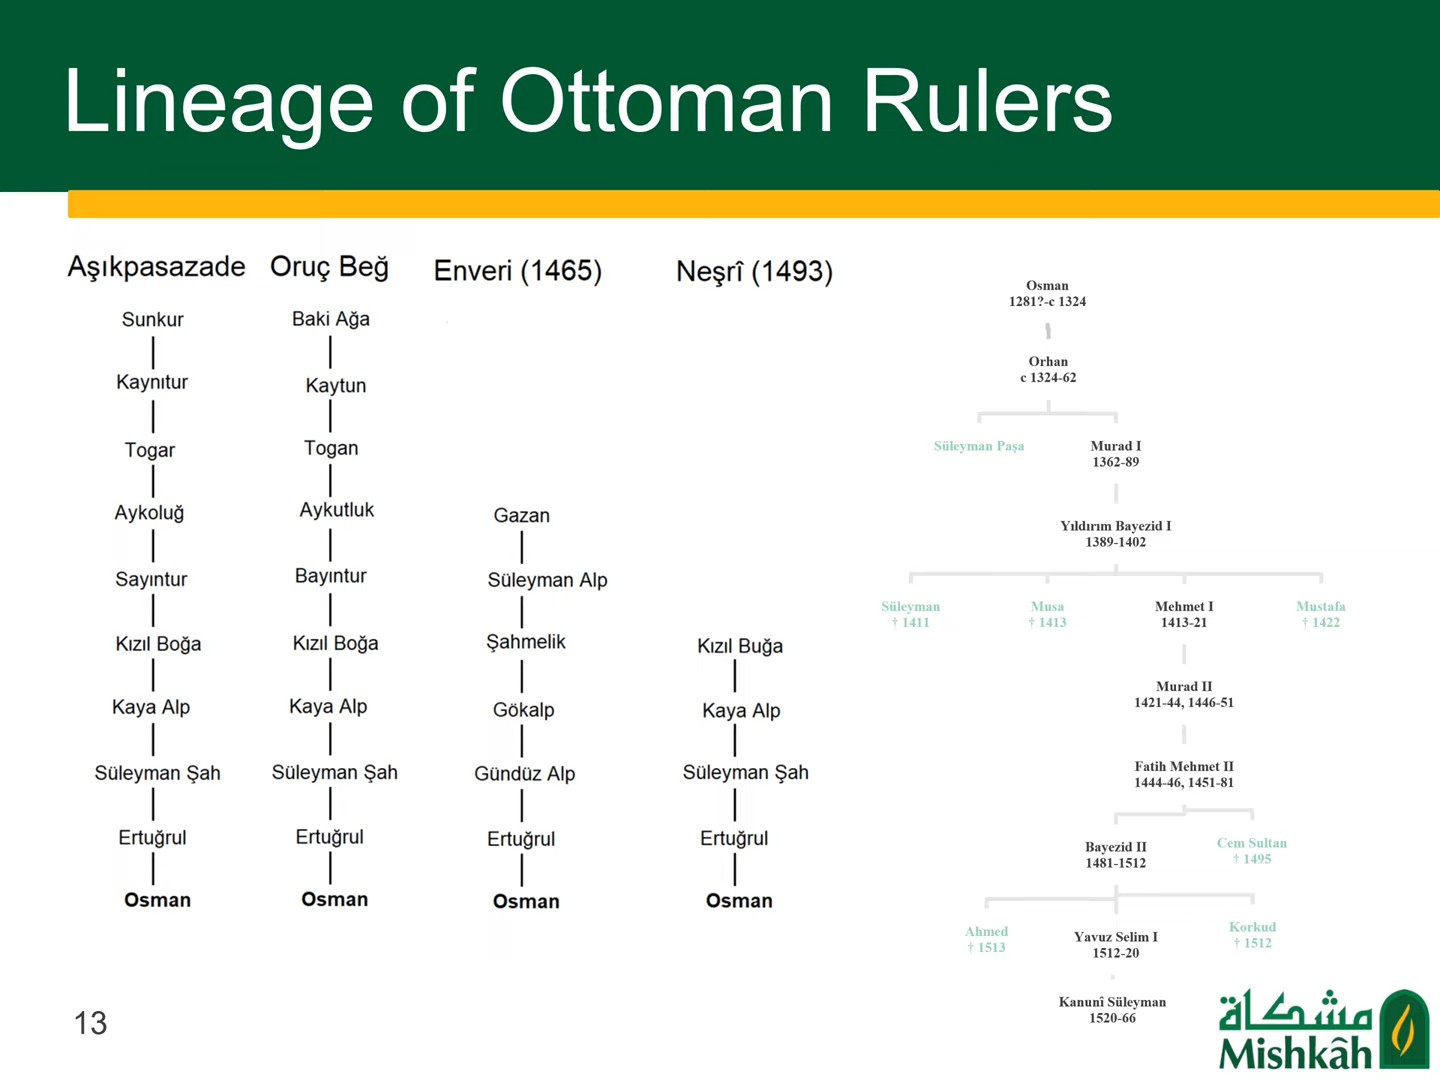 Lineage of Ottoman Rulers
Aşıkpasazade
Sunkur
Kaynıtur
Togar
Aykoluğ
Sayıntur
Kızıl Boğa
Kaya Alp
Süleyman Şah
Ertuğrul
Osman
Oruç Beğ
Baki Ağa
Kaytun
Togan
Aykutluk
Bayıntur
Kızıl Boğa
Kaya Alp
Süleyman Şah
Ertuğrul
Osman
Enveri (1465)
Gazan
Süleyman Alp
Şahmelik
Gökalp
Gündüz Alp
Ertuğrul
Osman
Neşrî (1493)
Kızıl Buğa
Kaya Alp
Süleyman Şah
Ertuğrul
Osman
Osman
1281?-c 1324
Orhan
c 1324-62
Süleyman Paşa
Murad I
1362-89
Yıldırım Bayezid I
1389-1402
Süleyman
† 1411
Musa
† 1413
Mehmet I
1413-21
Mustafa
† 1422
Murad II
1421-44, 1446-51
Fatih Mehmet II
1444-46, 1451-81
Bayezid II
1481-1512
Cem Sultan
† 1495
Ahmed
† 1513
Yavuz Selim I
1512-20
Korkud
† 1512
Kanunî Süleyman
1520-66
13
مشكاة
Mishkâh